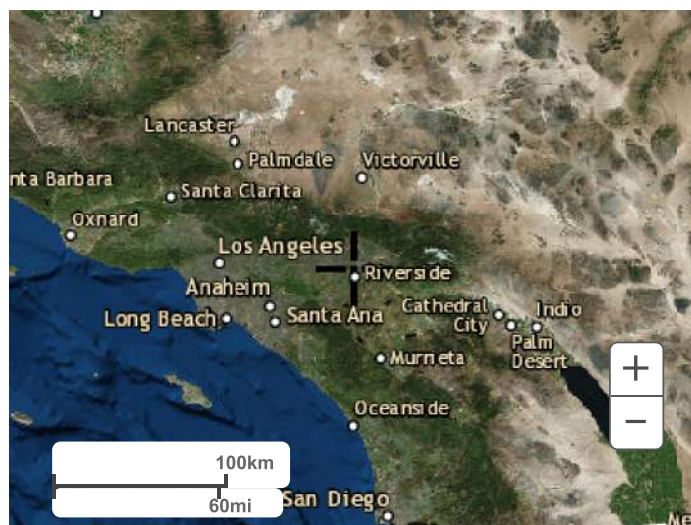 Lancaster
Palmdale
Victorville
nta Barbara
Santa Clarita
Oxnard
Los Angeles
Riverside
Anaheim
Cathedral
City
Indio
Long Beach
Santa Ana
Palm
Desert
Murrieta
+
−
Oceanside
100km
60mi
San Diego